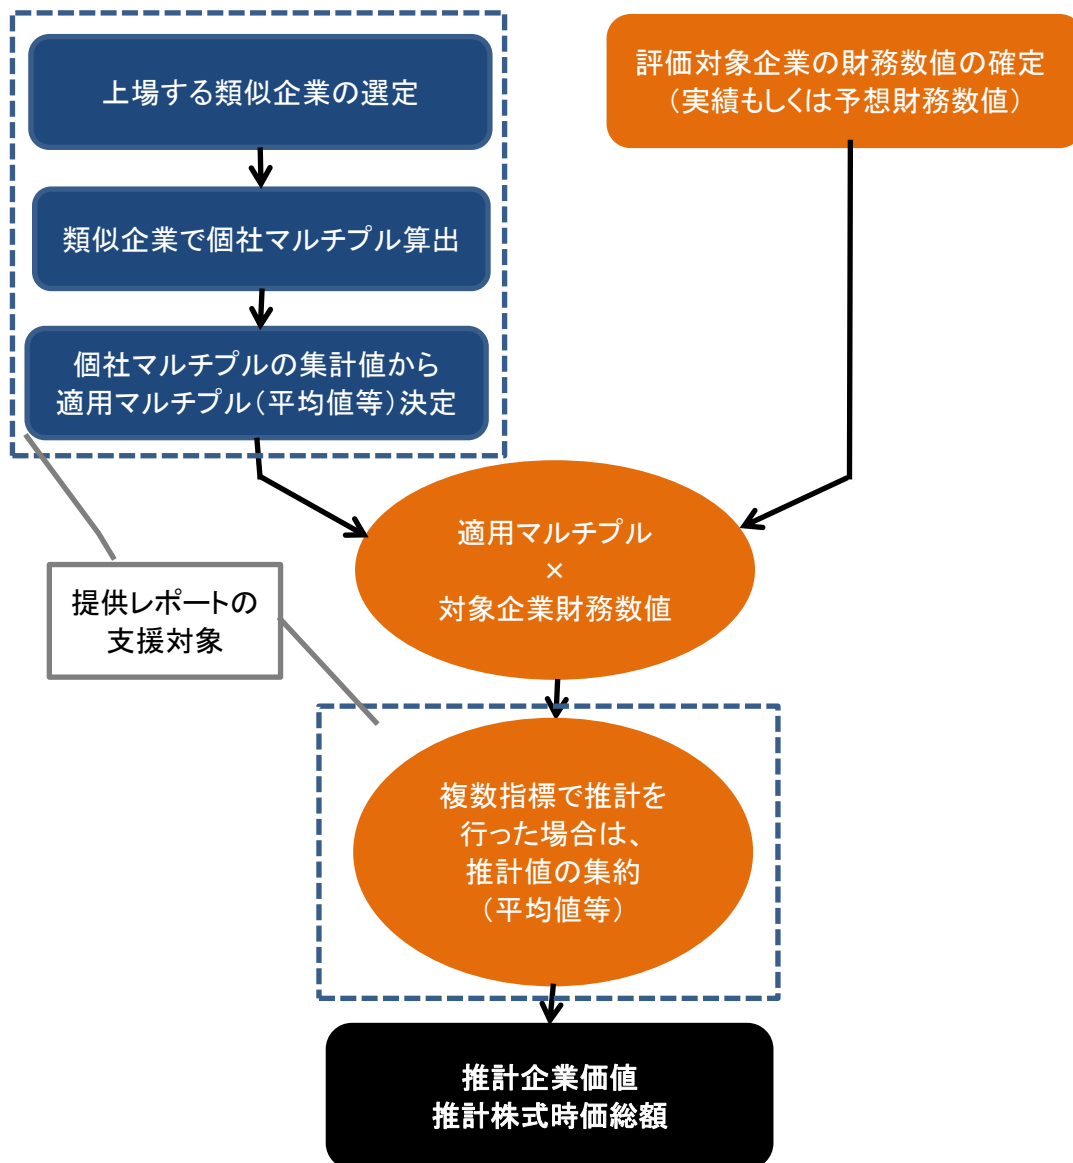 上場する類似企業の選定
評価対象企業の財務数値の確定
（実績もしくは予想財務数値）
類似企業で個社マルチプル算出
個社マルチプルの集計値から
適用マルチプル（平均値等）決定
適用マルチプル
×
対象企業財務数値
提供レポートの
支援対象
複数指標で推計を
行った場合は、
推計値の集約
（平均値等）
推計企業価値
推計株式時価総額